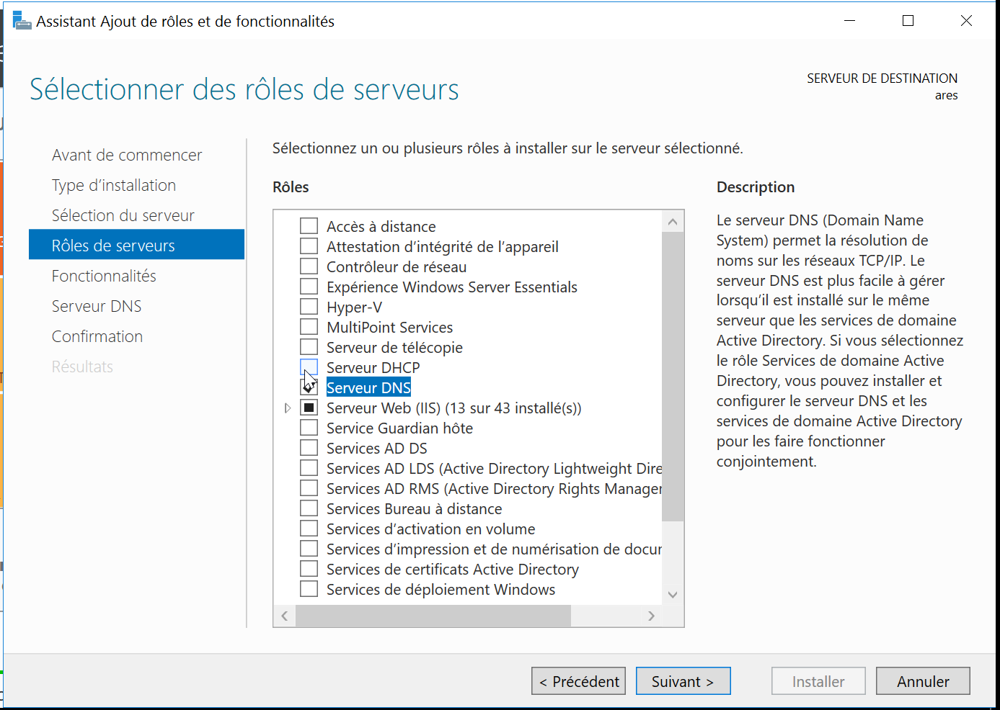 Assistant Ajout de rôles et de fonctionnalités
Sélectionner des rôles de serveurs
SERVEUR DE DESTINATION
ares
Avant de commencer
Type d'installation
Sélection du serveur
Rôles de serveurs
Fonctionnalités
Serveur DNS
Confirmation
Résultats
Sélectionnez un ou plusieurs rôles à installer sur le serveur sélectionné.
Rôles
Accès à distance
Attestation d'intégrité de l'appareil
Contrôleur de réseau
Expérience Windows Server Essentials
Hyper-V
MultiPoint Services
Serveur de télécopie
Serveur DHCP
Serveur DNS
Serveur Web (IIS) (13 sur 43 installé(s))
Service Guardian hôte
Services AD DS
Services AD LDS (Active Directory Lightweight Dire
Services AD RMS (Active Directory Rights Manager
Services Bureau à distance
Services d'activation en volume
Services d'impression et de numérisation de docur
Services de certificats Active Directory
Services de déploiement Windows
Description
Le serveur DNS (Domain Name
System) permet la résolution de
noms sur les réseaux TCP/IP. Le
serveur DNS est plus facile à gérer
lorsqu'il est installé sur le même
serveur que les services de domaine
Active Directory. Si vous sélectionnez
le rôle Services de domaine Active
Directory, vous pouvez installer et
configurer le serveur DNS et les
services de domaine Active Directory
pour les faire fonctionner
conjointement.
< Précédent
Suivant >
Installer
Annuler